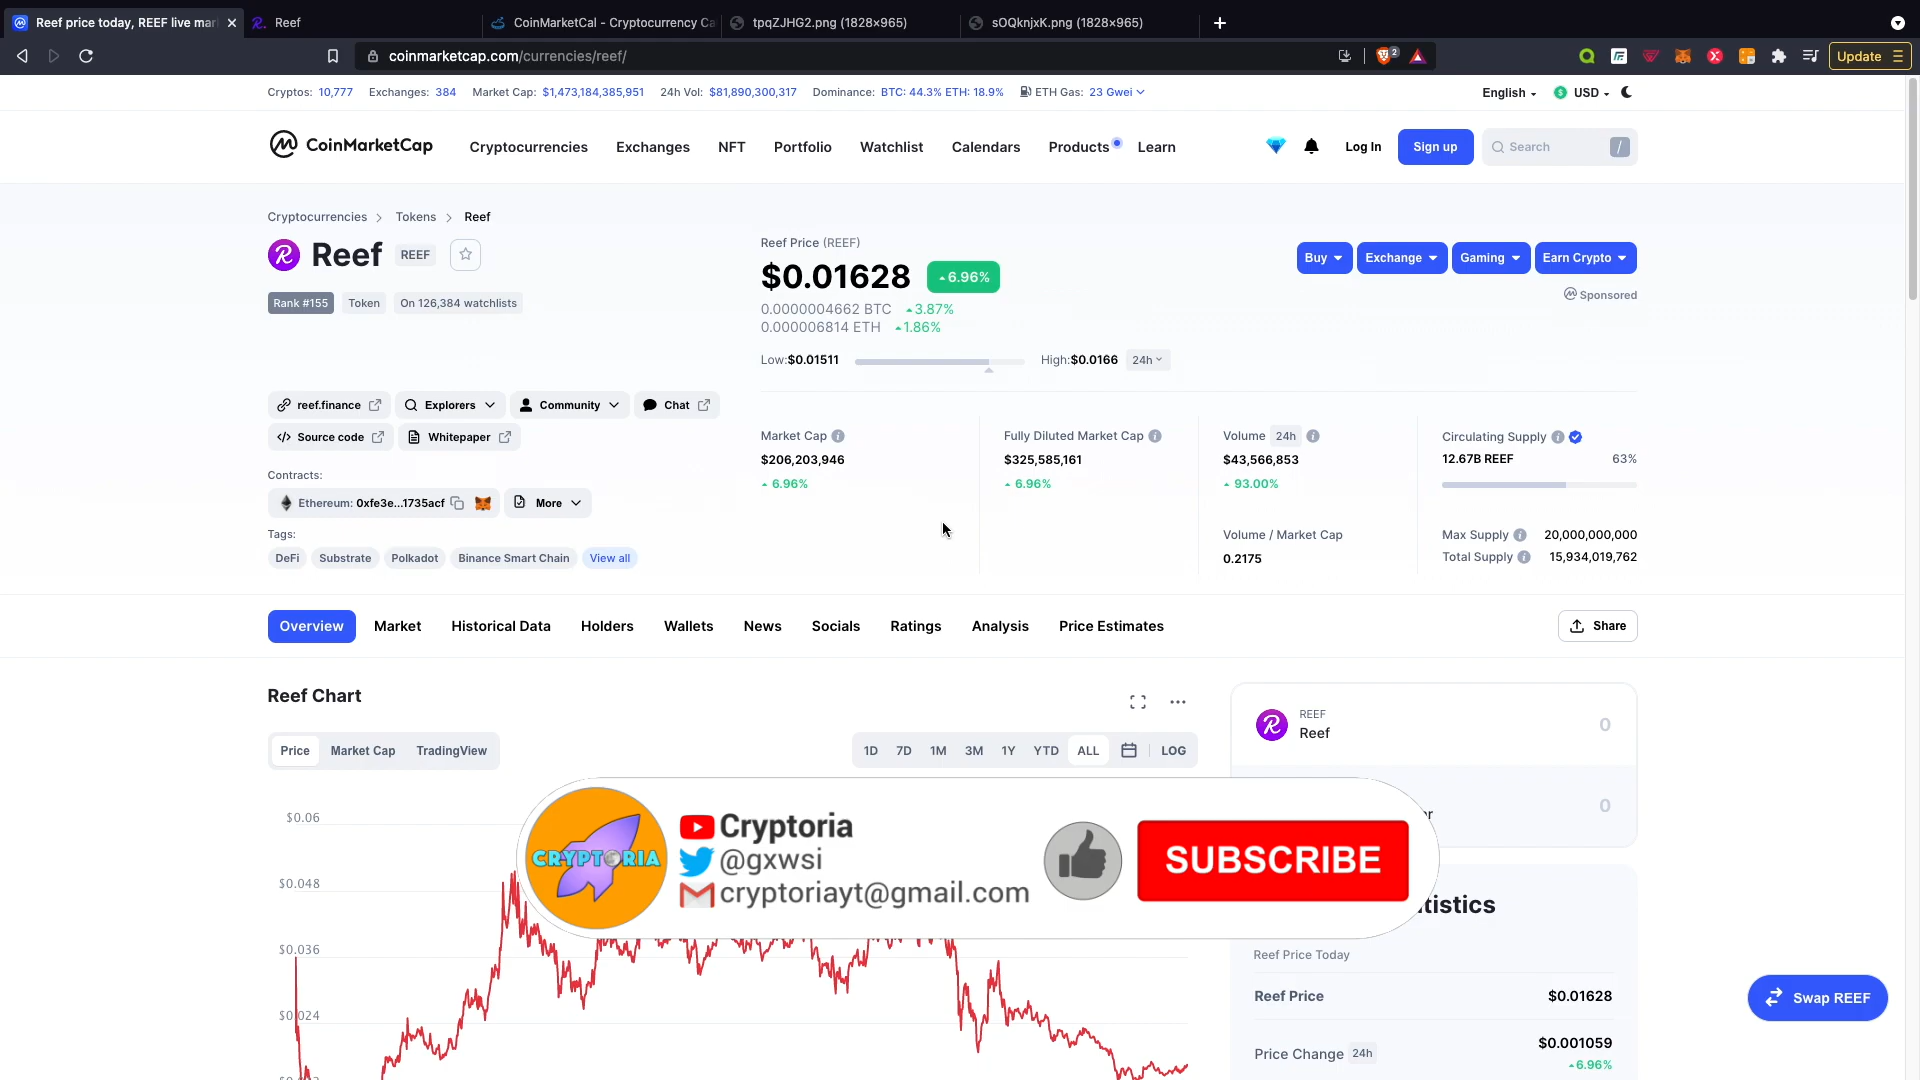 Reef price today, REEF live mar
Reef
CoinMarketCal - Cryptocurrency Ca
tpqZJHG2.png (1828×965)
sOQknjxK.png (1828×965)
coinmarketcap.com/currencies/reef/
2
Update
Cryptos: 10,777 Exchanges: 384 Market Cap: $1,473,184,385,951 24h Vol: $81,890,300,317 Dominance: BTC: 44.3% ETH: 18.9% ETH Gas: 23 Gwei
English USD
CoinMarketCap
Cryptocurrencies Exchanges NFT Portfolio Watchlist Calendars Products Learn
Log In Sign up Search /
Cryptocurrencies > Tokens > Reef
Reef REEF
Rank #155 Token On 126,384 watchlists
Reef Price (REEF)
$0.01628 6.96%
0.0000004662 BTC 3.87%
0.000006814 ETH 1.86%
Low:$0.01511 High:$0.0166 24h
Buy Exchange Gaming Earn Crypto
Sponsored
reef.finance Explorers Community Chat
Source code Whitepaper
Contracts:
Ethereum: 0xfe3e...1735acf More
Tags:
DeFi Substrate Polkadot Binance Smart Chain View all
Market Cap
$206,203,946
6.96%
Fully Diluted Market Cap
$325,585,161
6.96%
Volume 24h
$43,566,853
93.00%
Volume / Market Cap
0.2175
Circulating Supply
12.67B REEF 63%
Max Supply 20,000,000,000
Total Supply 15,934,019,762
Overview Market Historical Data Holders Wallets News Socials Ratings Analysis Price Estimates
Share
Reef Chart
Price Market Cap TradingView
1D 7D 1M 3M 1Y YTD ALL LOG
$0.06
$0.048
$0.036
$0.024
REEF
Reef
0
0
Cryptoria
@gxwsi
cryptoriayt@gmail.com
CRYPTORIA
SUBSCRIBE
tistics
Reef Price Today
Reef Price $0.01628
Price Change 24h $0.001059
6.96%
Swap REEF